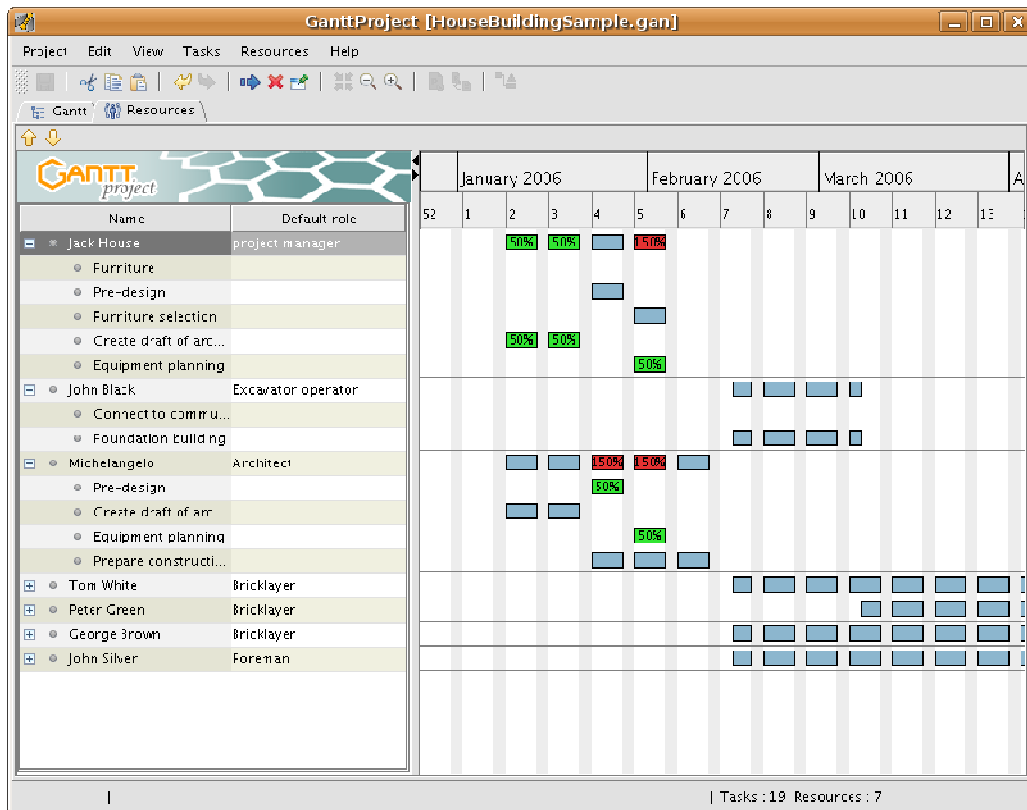 GanttProject [HouseBuildingSample.gan]
Project Edit View Tasks Resources Help
Gantt Resources
GANTT project
January 2006 February 2006 March 2006 A
Name Default role
52 1 2 3 4 5 6 7 8 9 10 11 12 13
Jack House project manager 50% 50% 150%
Furniture
Pre-design
Furniture selection
Create draft of arc... 50% 50%
Equipment planning 50%
John Black Excavator operator
Connect to commu...
Foundation building
Michelangelo Architect 150% 150%
Pre-design 50%
Create draft of arc...
Equipment planning 50%
Prepare constructi...
Tom White Bricklayer
Peter Green Bricklayer
George Brown Bricklayer
John Silver Foreman
Tasks : 19 Resources : 7